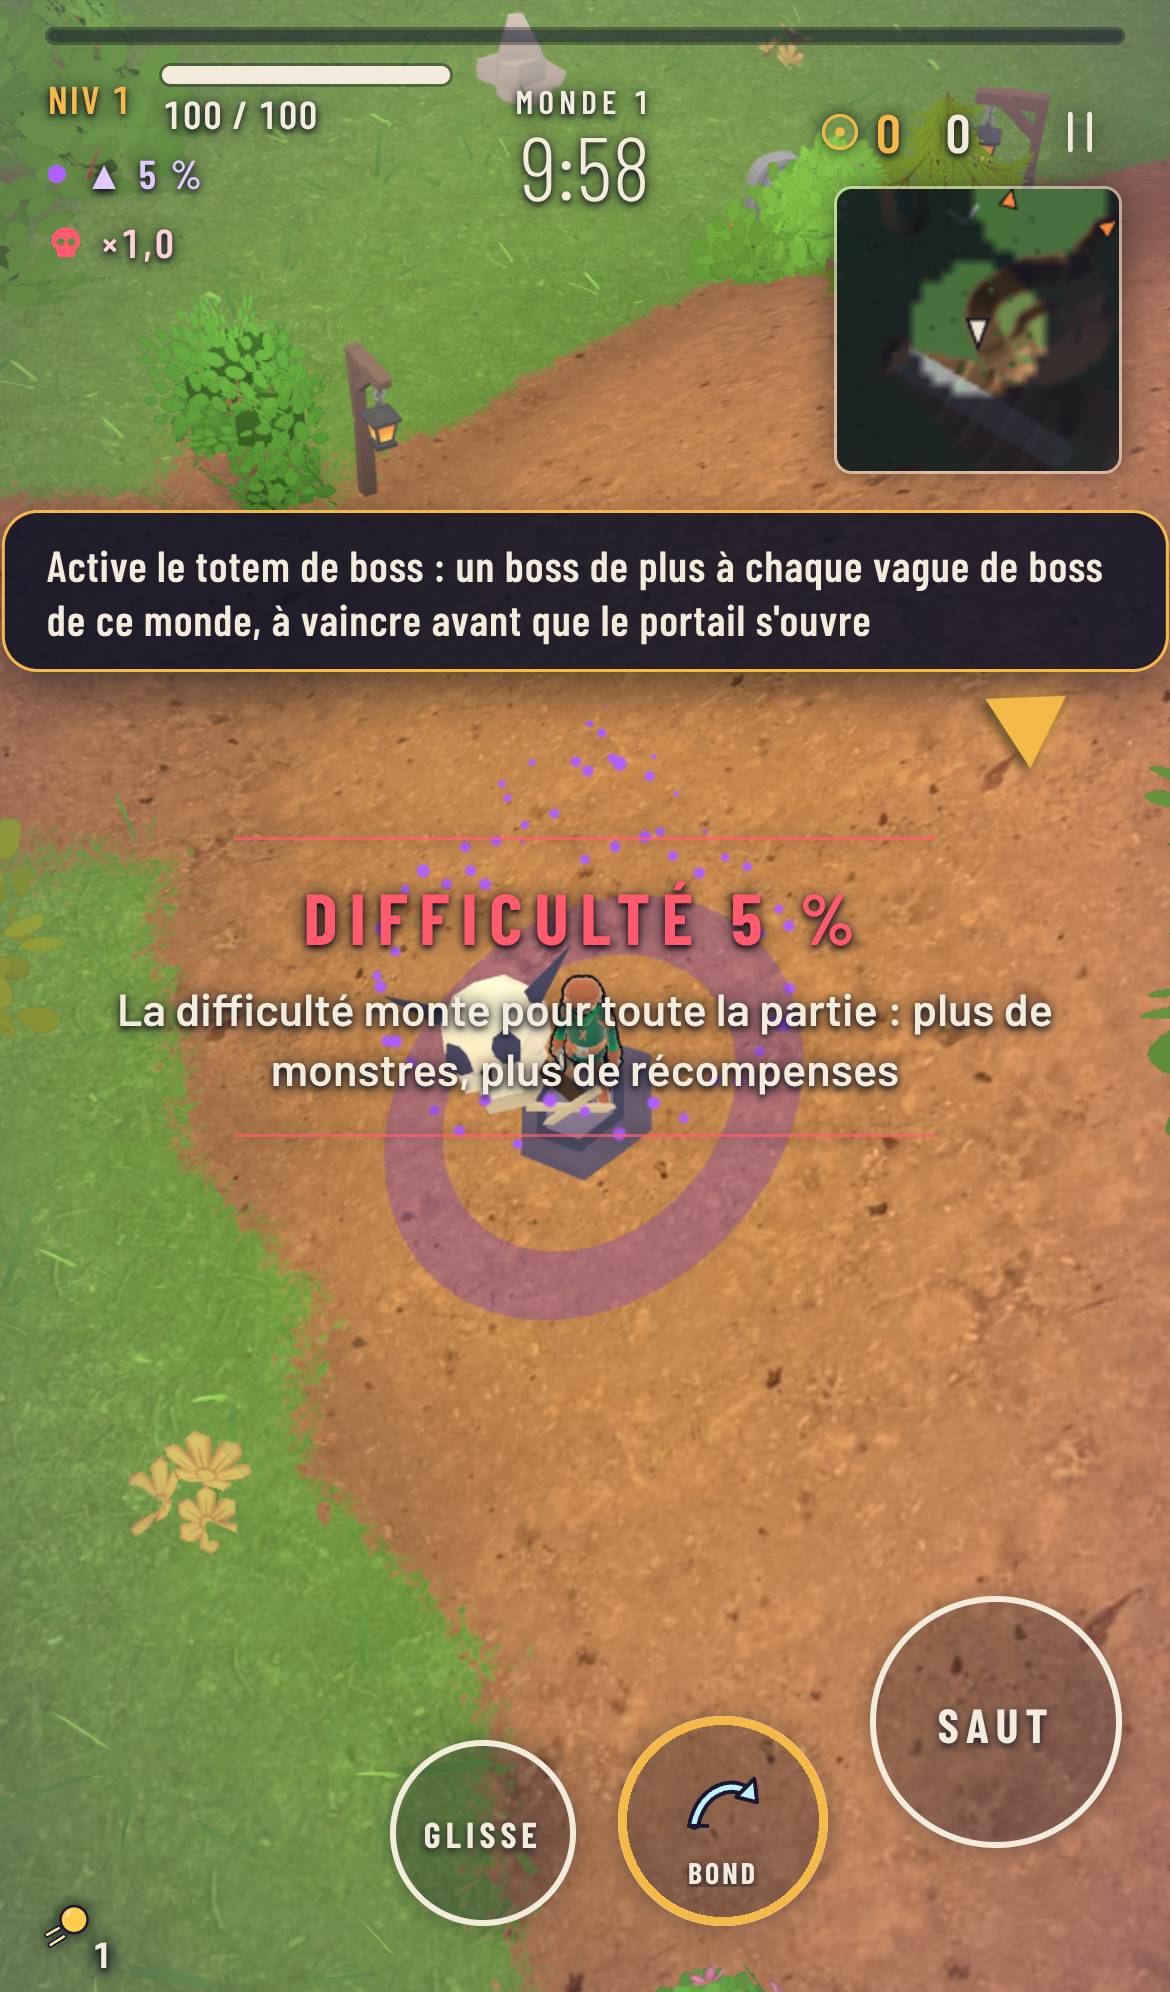 NIV 1
100 / 100
MONDE 1
9:58
0 0
5 %
×1,0
Active le totem de boss : un boss de plus à chaque vague de boss
de ce monde, à vaincre avant que le portail s'ouvre
DIFFICULTÉ 5 %
La difficulté monte pour toute la partie : plus de
monstres, plus de récompenses
SAUT
GLISSE
BOND
1